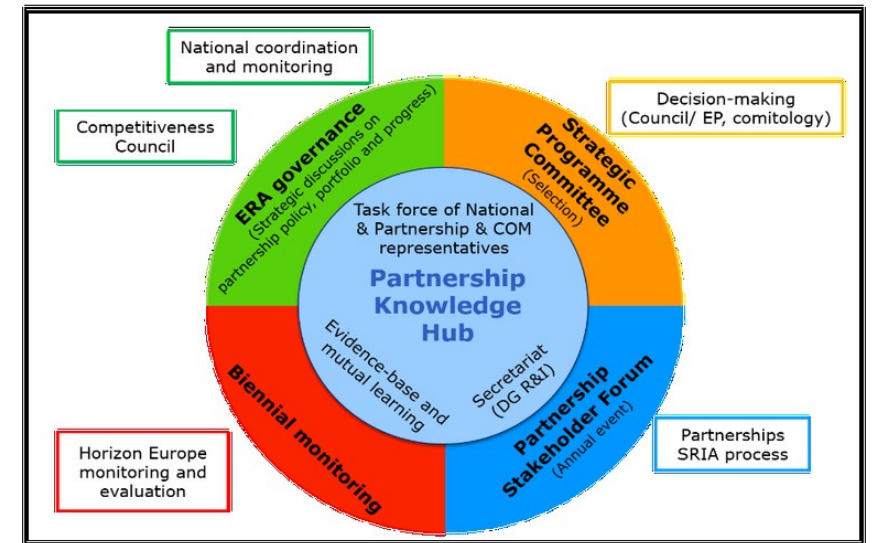 National coordination
and monitoring
Competitiveness
Council
Decision-making
(Council/ EP, comitology)
ERA governance
(Strategic discussions on
partnership policy, portfolio and progress)
Strategic
Programme
Committee
(Selection)
Task force of National
& Partnership & COM
representatives
Partnership
Knowledge
Hub
Evidence-base and
mutual learning
Secretariat
(DG R&I)
Biennial monitoring
Partnership
Stakeholder Forum
(Annual event)
Horizon Europe
monitoring and
evaluation
Partnerships
SRIA process